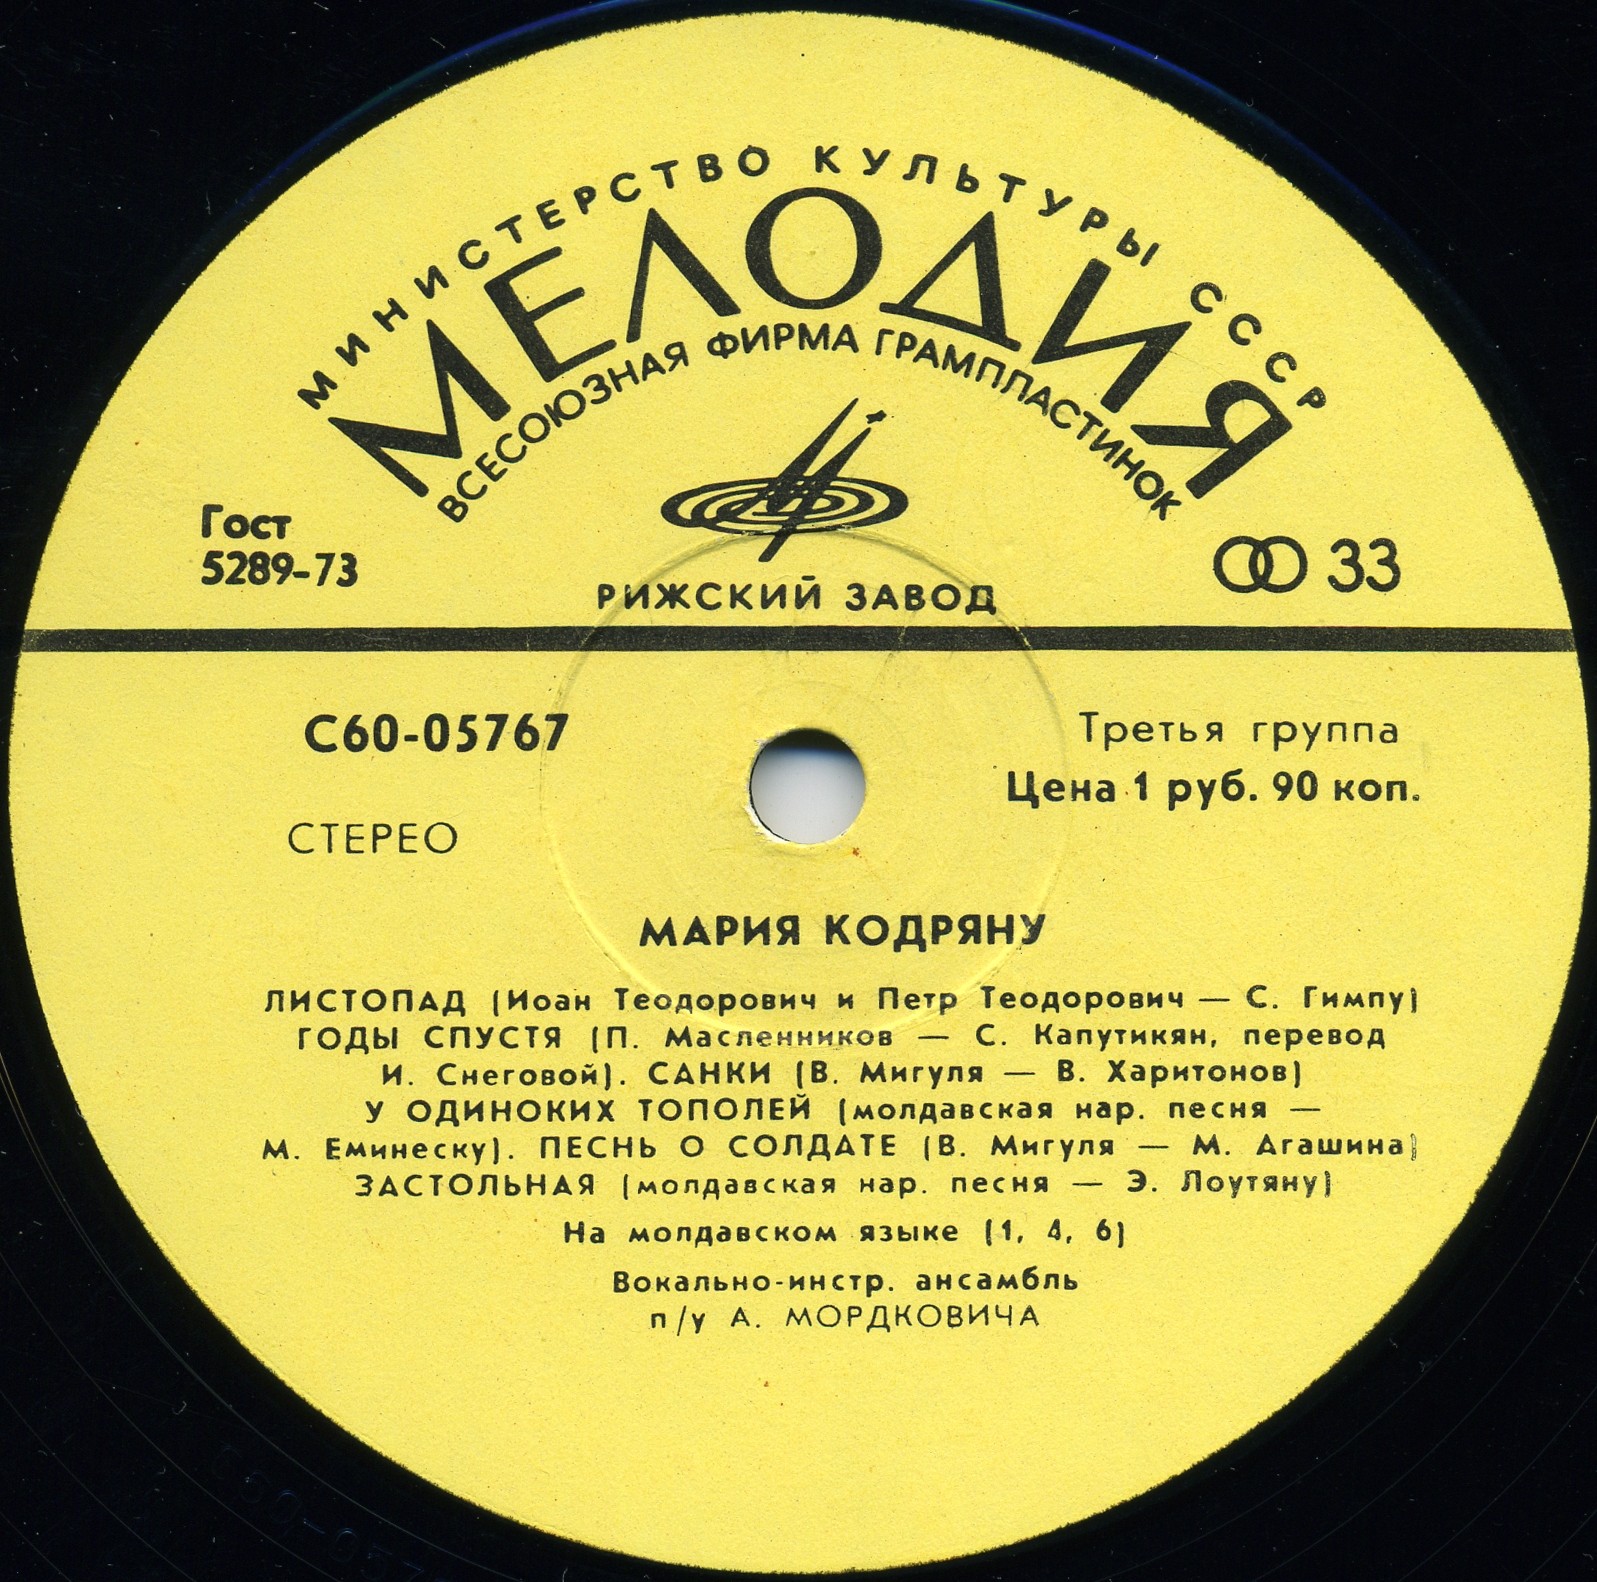 МИНИСТЕРСТВО КУЛЬТУРЫ СССР
МЕЛОДИЯ
ВСЕСОЮЗНАЯ ФИРМА ГРАМПЛАСТИНОК
Гост
5289-73
33
РИЖСКИЙ ЗАВОД
С60-05767
Третья группа
Цена 1 руб. 90 коп.
СТЕРЕО
МАРИЯ КОДРЯНУ
ЛИСТОПАД (Иоан Теодорович и Петр Теодорович — С. Гимпу)
ГОДЫ СПУСТЯ (П. Масленников — С. Капутикян, перевод
И. Снеговой). САНКИ (В. Мигуля — В. Харитонов)
У ОДИНОКИХ ТОПОЛЕЙ (молдавская нар. песня —
М. Еминеску). ПЕСНЬ О СОЛДАТЕ (В. Мигуля — М. Агашина)
ЗАСТОЛЬНАЯ (молдавская нар. песня — Э. Лоутяну)
На молдавском языке (1, 4, 6)
Вокально-инстр. ансамбль
п/у А. МОРДКОВИЧА